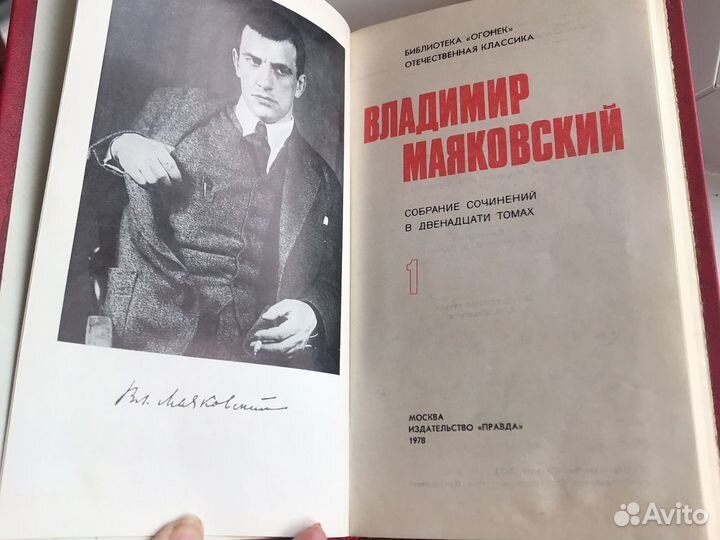 Вл. Маяковский
БИБЛИОТЕКА «ОГОНЕК»
ОТЕЧЕСТВЕННАЯ КЛАССИКА
ВЛАДИМИР
МАЯКОВСКИЙ
СОБРАНИЕ СОЧИНЕНИЙ
В ДВЕНАДЦАТИ ТОМАХ
1
МОСКВА
ИЗДАТЕЛЬСТВО «ПРАВДА»
1978
Avito